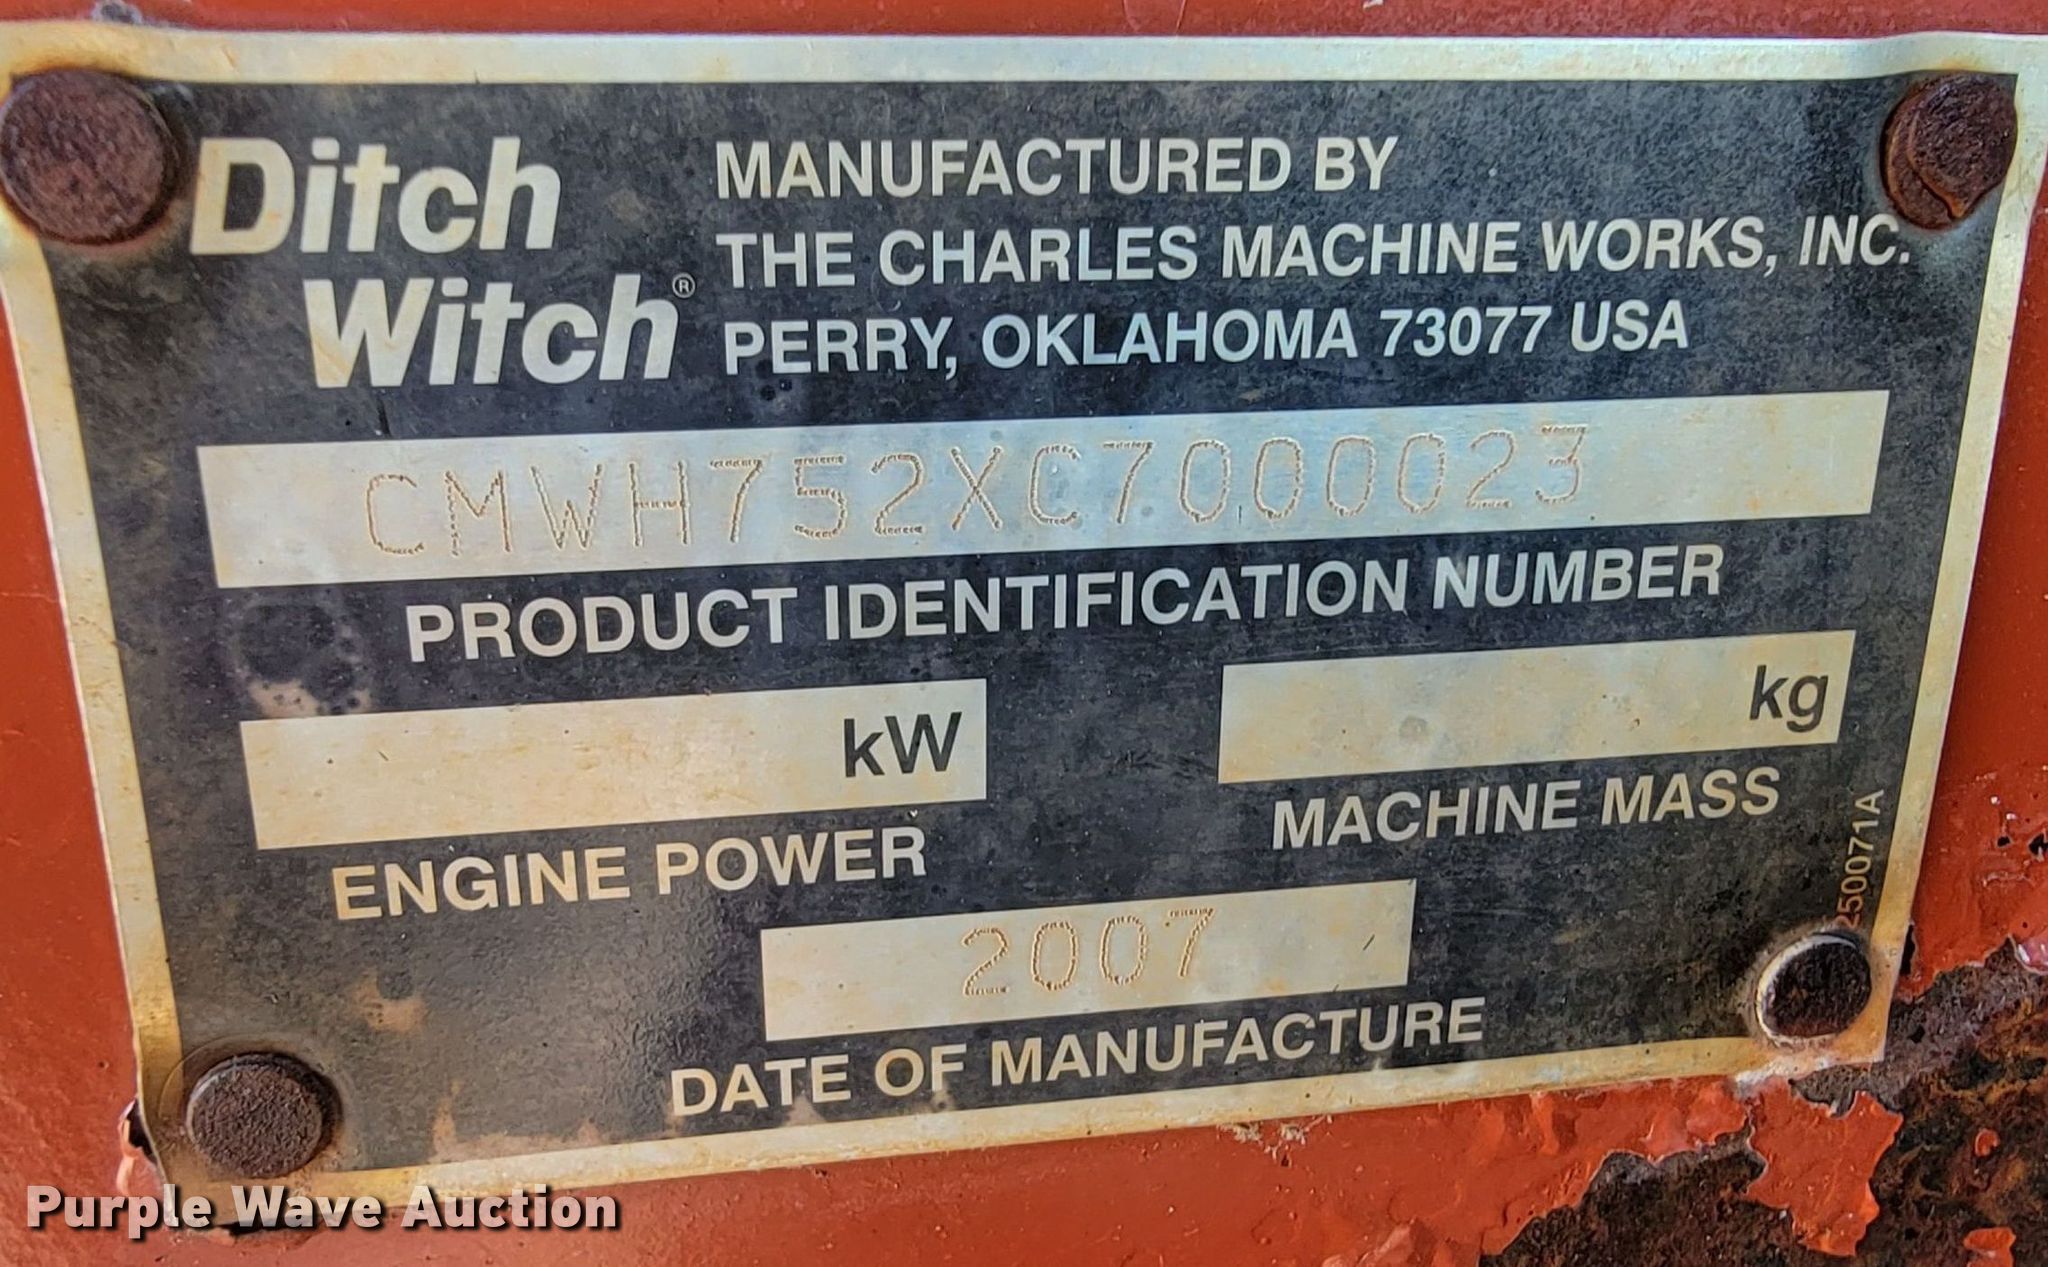 Ditch
Witch®
MANUFACTURED BY
THE CHARLES MACHINE WORKS, INC.
PERRY, OKLAHOMA 73077 USA
CMWH752XC7000023
PRODUCT IDENTIFICATION NUMBER
kW
ENGINE POWER
kg
MACHINE MASS
2007
DATE OF MANUFACTURE
250071A
Purple Wave Auction